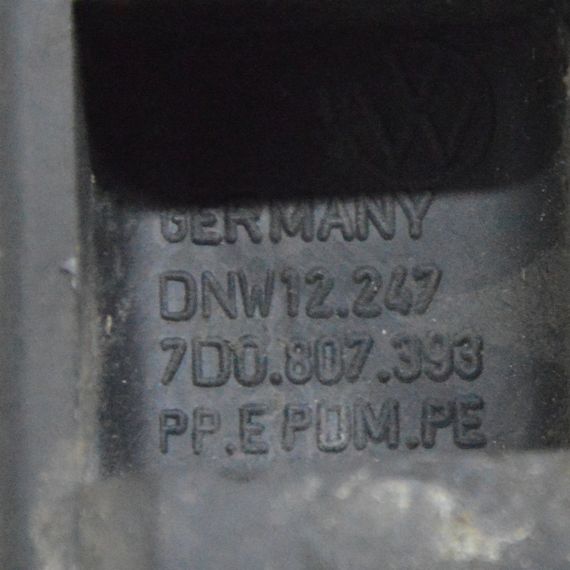 GERMANY
DNW12.247
7D0.807.393
PP.EPDM.PE